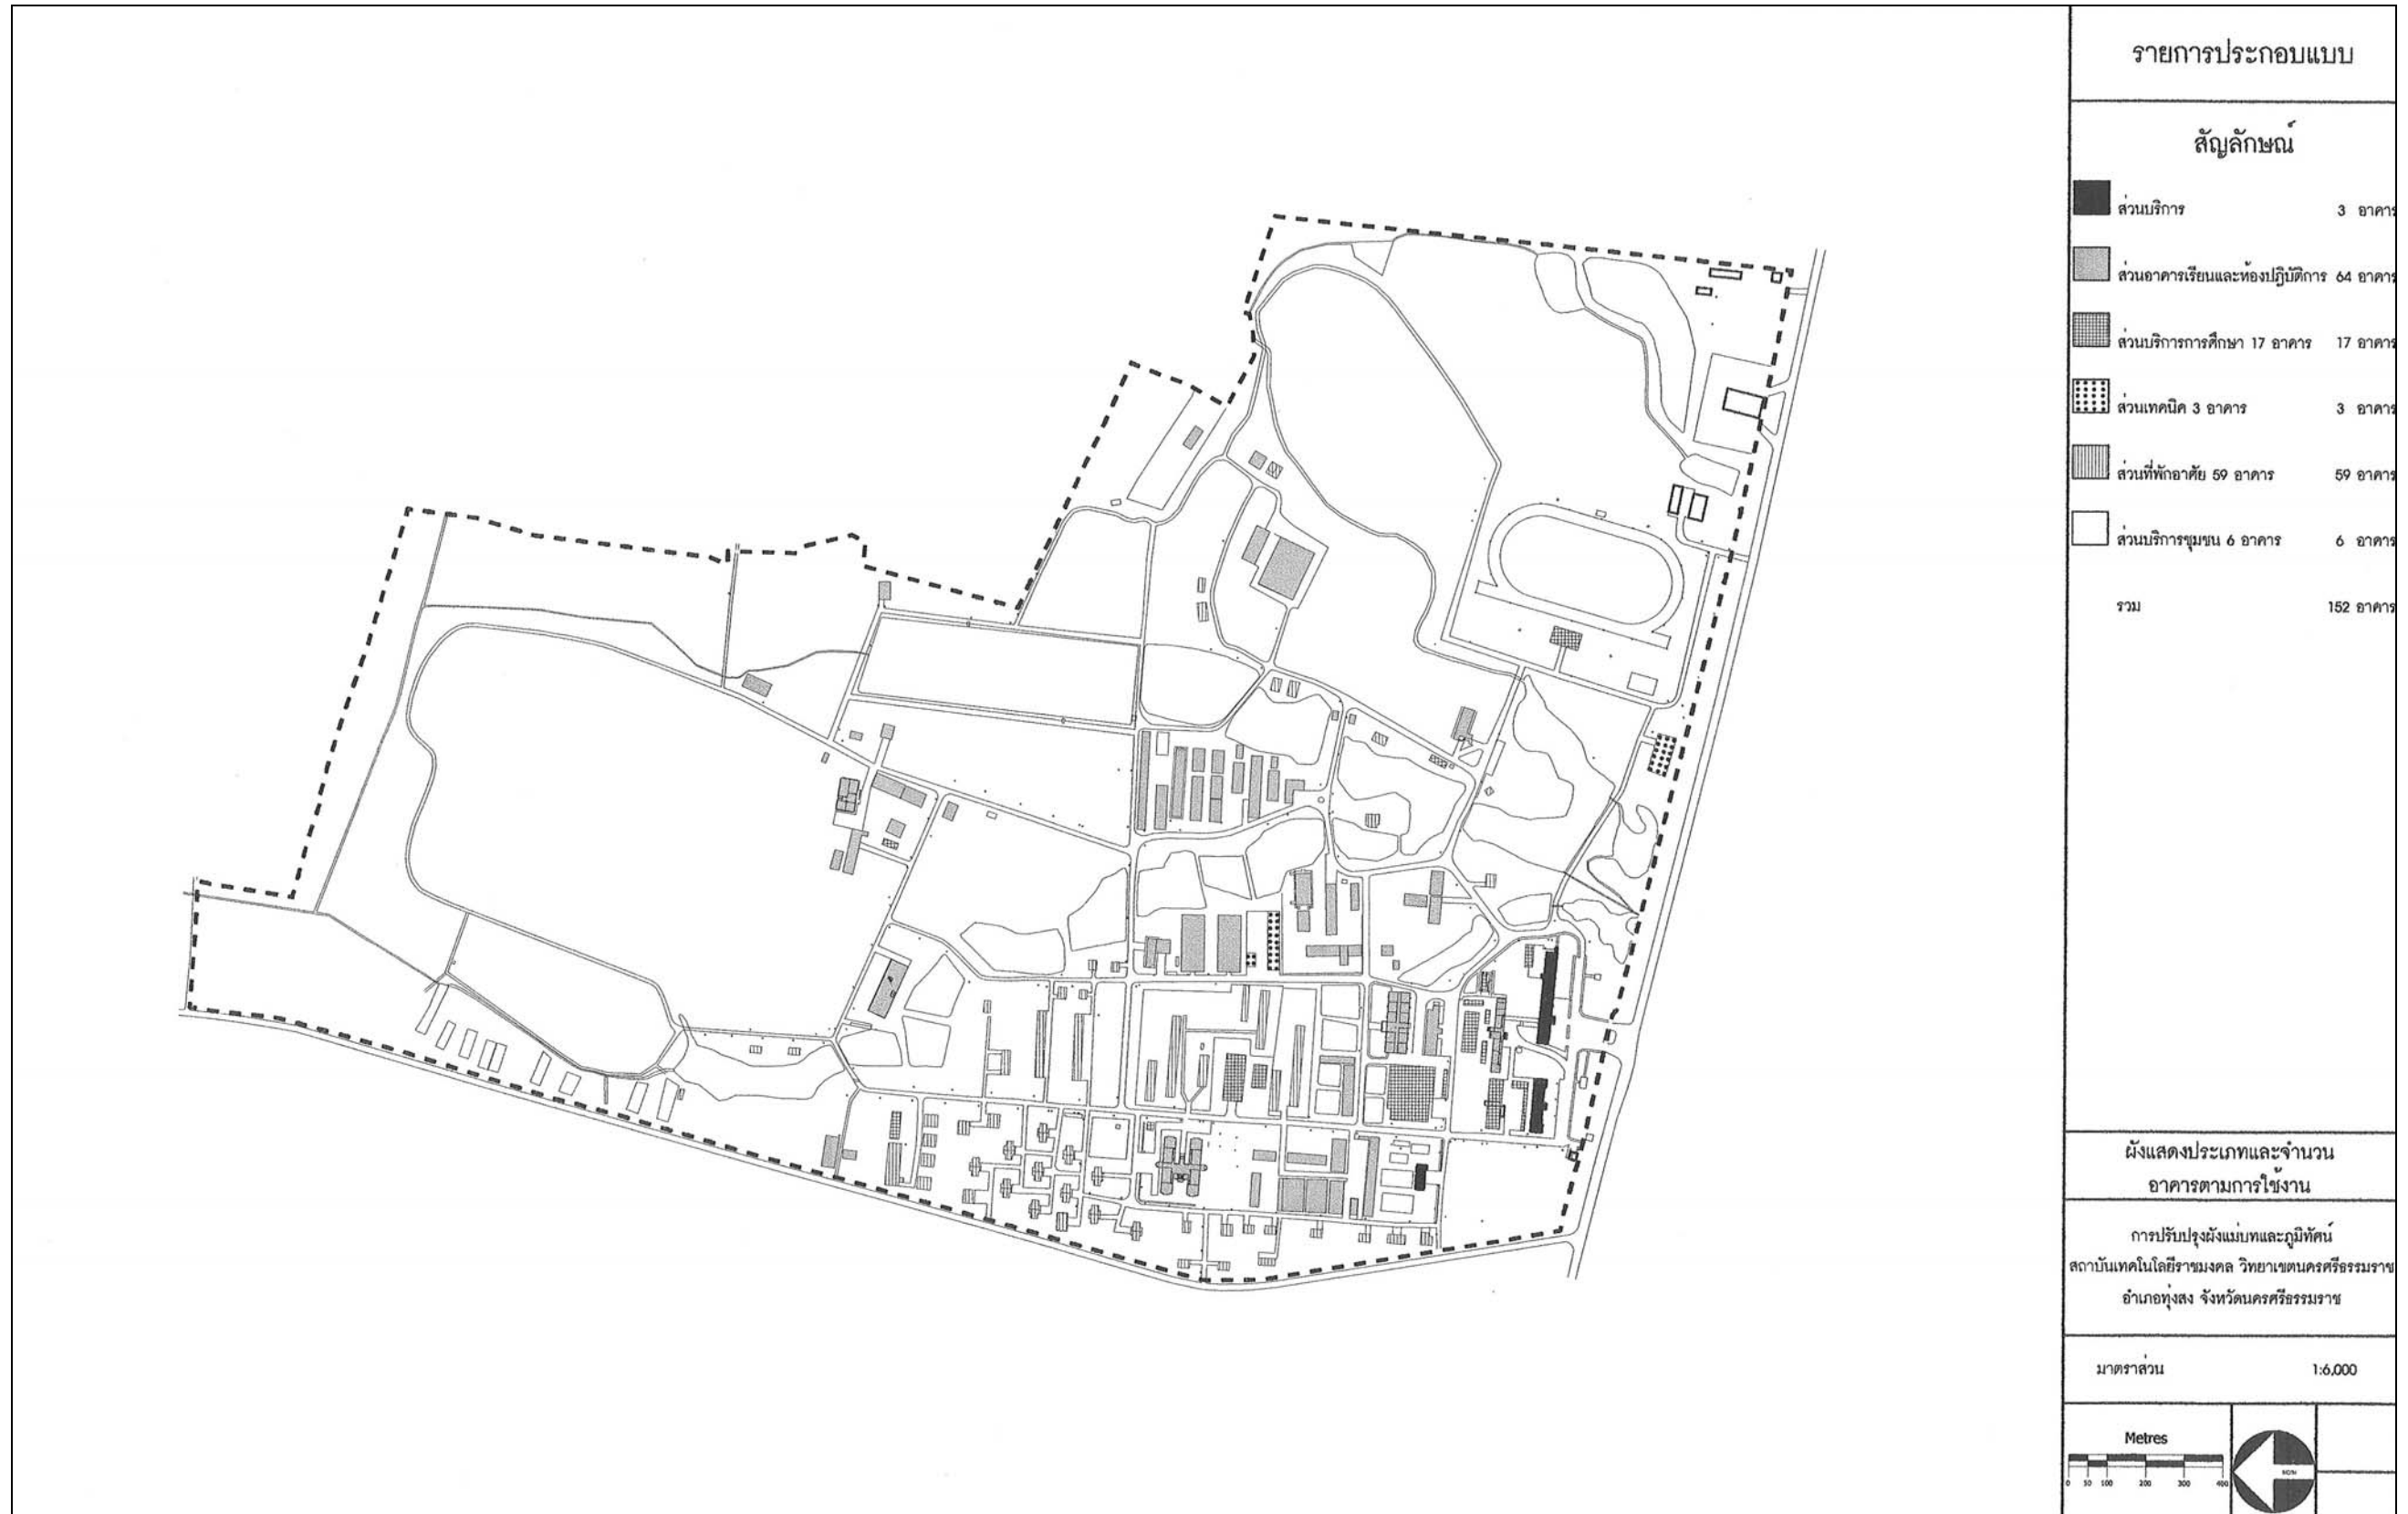 รายการประกอบแบบ
สัญลักษณ์
ส่วนบริการ 3 อาคาร
ส่วนอาคารเรียนและห้องปฏิบัติการ 64 อาคาร
ส่วนบริการการศึกษา 17 อาคาร 17 อาคาร
ส่วนเทคนิค 3 อาคาร 3 อาคาร
ส่วนที่พักอาศัย 59 อาคาร 59 อาคาร
ส่วนบริการชุมชน 6 อาคาร 6 อาคาร
รวม 152 อาคาร
ผังแสดงประเภทและจำนวน
อาคารตามการใช้งาน
การปรับปรุงผังแม่บทและภูมิทัศน์
สถาบันเทคโนโลยีราชมงคล วิทยาเขตนครศรีธรรมราช
อำเภอทุ่งสง จังหวัดนครศรีธรรมราช
มาตราส่วน 1:6,000
Metres
0 50 100 200 300 400